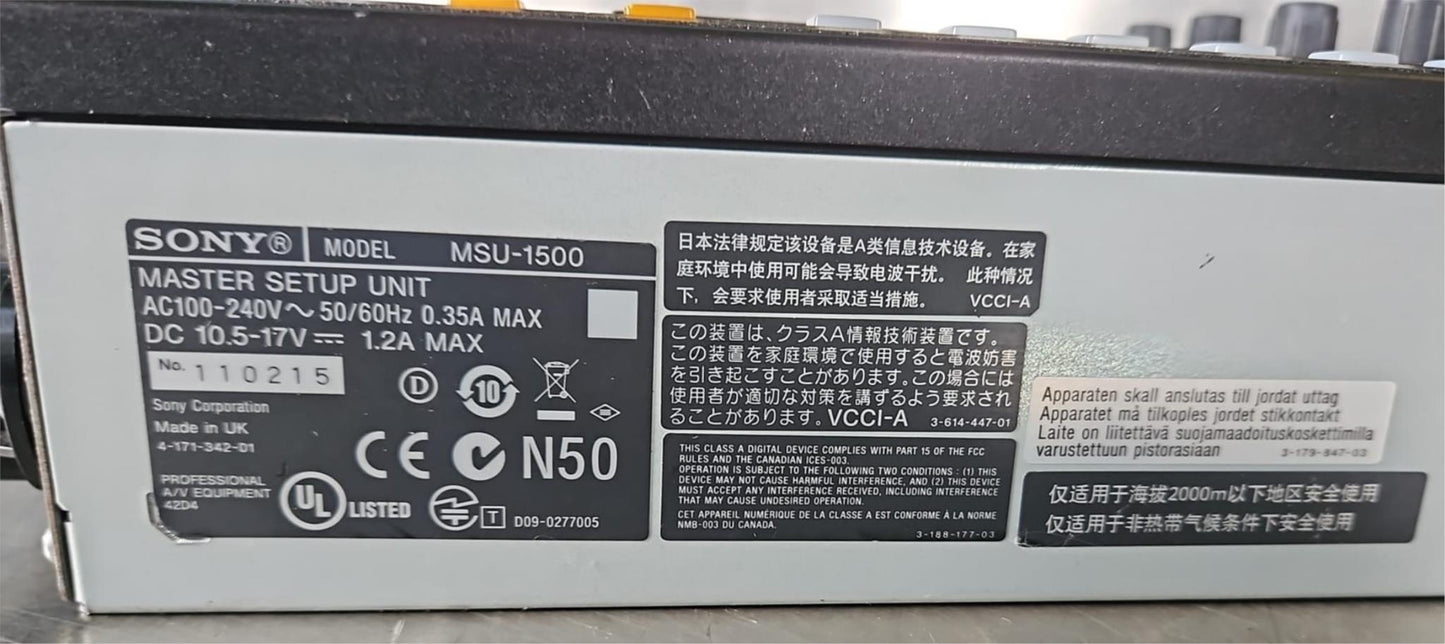 SONY® MODEL MSU-1500
MASTER SETUP UNIT
AC100-240V～ 50/60Hz 0.35A MAX
DC 10.5-17V⎓ 1.2A MAX
No. 110215
D
10
Sony Corporation
Made in UK
4-171-342-01
CE N50
PROFESSIONAL
A/V EQUIPMENT
42D4
UL LISTED
T D09-0277005
日本法律规定该设备是A类信息技术设备。在家
庭环境中使用可能会导致电波干扰。 此种情况
下，会要求使用者采取适当措施。 VCCI-A
この装置は、クラスA情報技術装置です。
この装置を家庭環境で使用すると電波妨害
を引き起こすことがあります。この場合には
使用者が適切な対策を講ずるよう要求され
ることがあります。VCCI-A 3-614-447-01
THIS CLASS A DIGITAL DEVICE COMPLIES WITH PART 15 OF THE FCC
RULES AND THE CANADIAN ICES-003.
OPERATION IS SUBJECT TO THE FOLLOWING TWO CONDITIONS : (1) THIS
DEVICE MAY NOT CAUSE HARMFUL INTERFERENCE, AND (2) THIS DEVICE
MUST ACCEPT ANY INTERFERENCE RECEIVED, INCLUDING INTERFERENCE
THAT MAY CAUSE UNDESIRED OPERATION.
CET APPAREIL NUMÉRIQUE DE LA CLASSE A EST CONFORME À LA NORME
NMB-003 DU CANADA.
3-188-177-03
Apparaten skall anslutas till jordat uttag
Apparatet må tilkoples jordet stikkontakt
Laite on liitettävä suojamaadoituskoskettimilla
varustettuun pistorasiaan 3-179-847-03
仅适用于海拔2000m以下地区安全使用
仅适用于非热带气候条件下安全使用